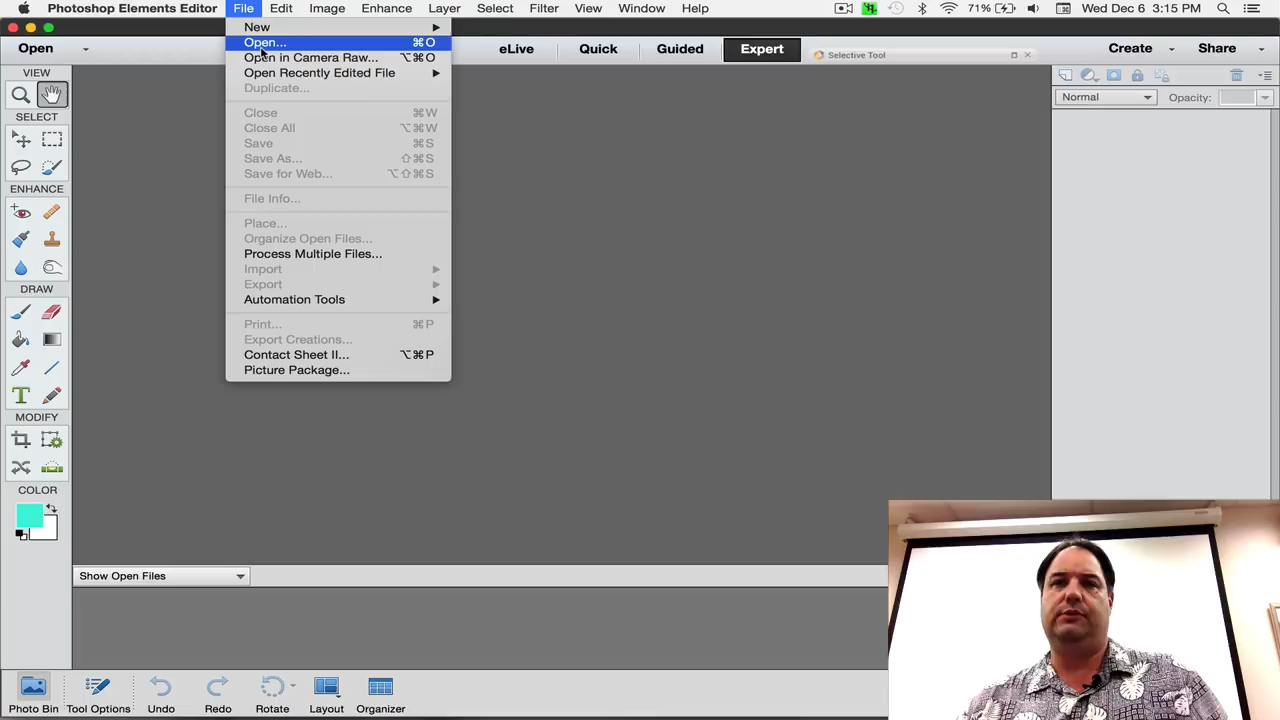 Photoshop Elements Editor File Edit Image Enhance Layer Select Filter View Window Help 71% Wed Dec 6 3:15 PM
Open eLive Quick Guided Expert Selective Tool Create Share
New
Open... ⌘O
Open in Camera Raw... ⌥⌘O
Open Recently Edited File
Duplicate...
Close ⌘W
Close All ⌥⌘W
Save ⌘S
Save As... ⇧⌘S
Save for Web... ⌥⇧⌘S
File Info...
Place...
Organize Open Files...
Process Multiple Files...
Import
Export
Automation Tools
Print... ⌘P
Export Creations...
Contact Sheet II... ⌥⌘P
Picture Package...
VIEW
SELECT
ENHANCE
DRAW
T
MODIFY
COLOR
Normal Opacity:
Show Open Files
Photo Bin Tool Options Undo Redo Rotate Layout Organizer